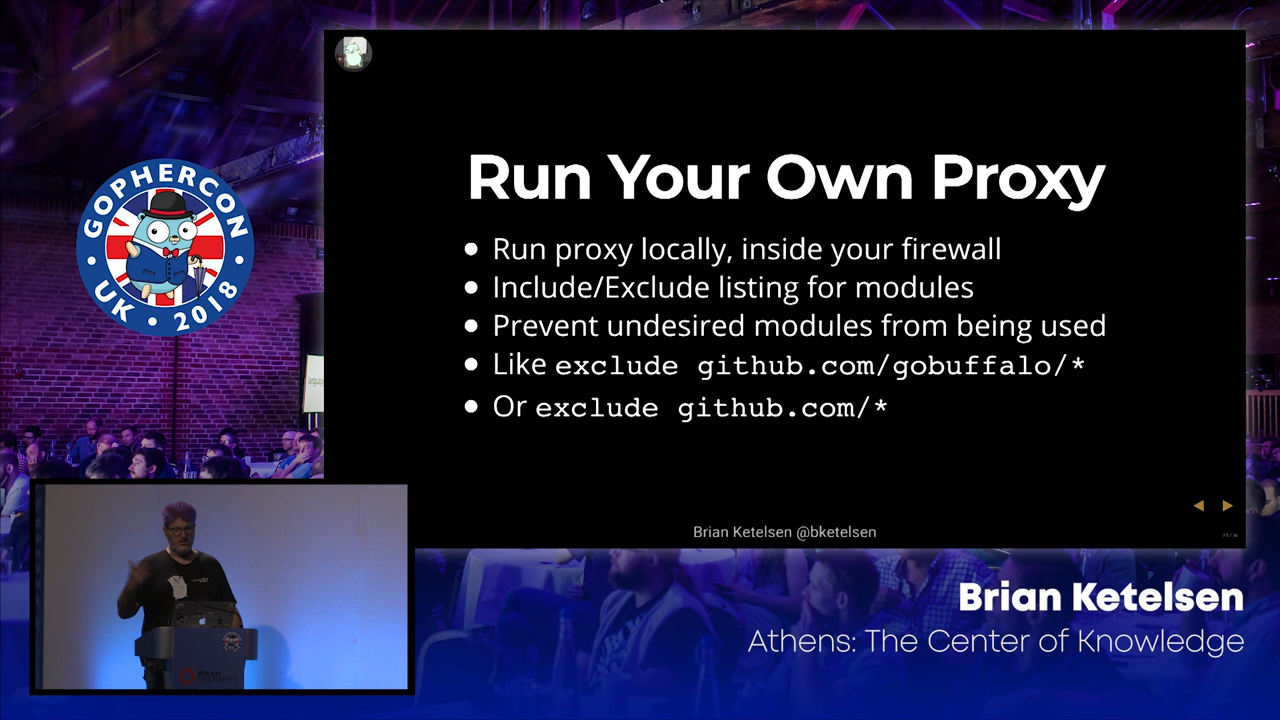 GOPHERCON
UK • 2018
Run Your Own Proxy
• Run proxy locally, inside your firewall
• Include/Exclude listing for modules
• Prevent undesired modules from being used
• Like exclude github.com/gobuffalo/*
• Or exclude github.com/*
Brian Ketelsen @bketelsen
Brian Ketelsen
Athens: The Center of Knowledge